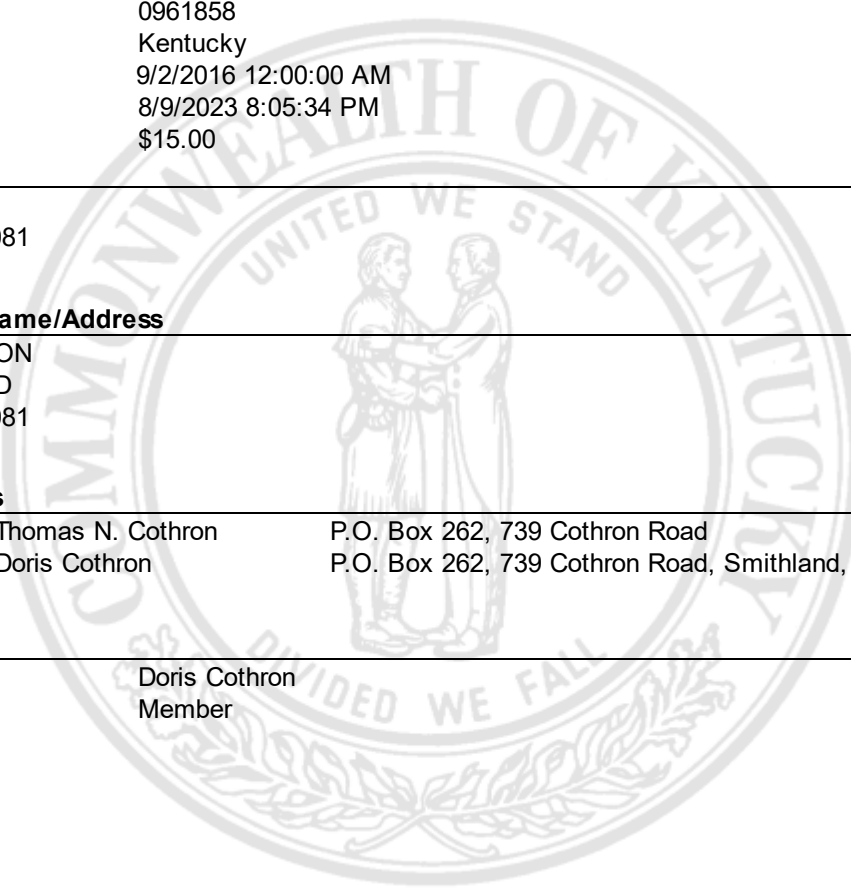 0961858
Kentucky
9/2/2016 12:00:00 AM
8/9/2023 8:05:34 PM
$15.00
081
ame/Address
ON
D
081
s
Thomas N. Cothron P.O. Box 262, 739 Cothron Road
Doris Cothron P.O. Box 262, 739 Cothron Road, Smithland,
Doris Cothron
Member
COMMONWEALTH OF KENTUCKY
UNITED WE STAND
DIVIDED WE FALL